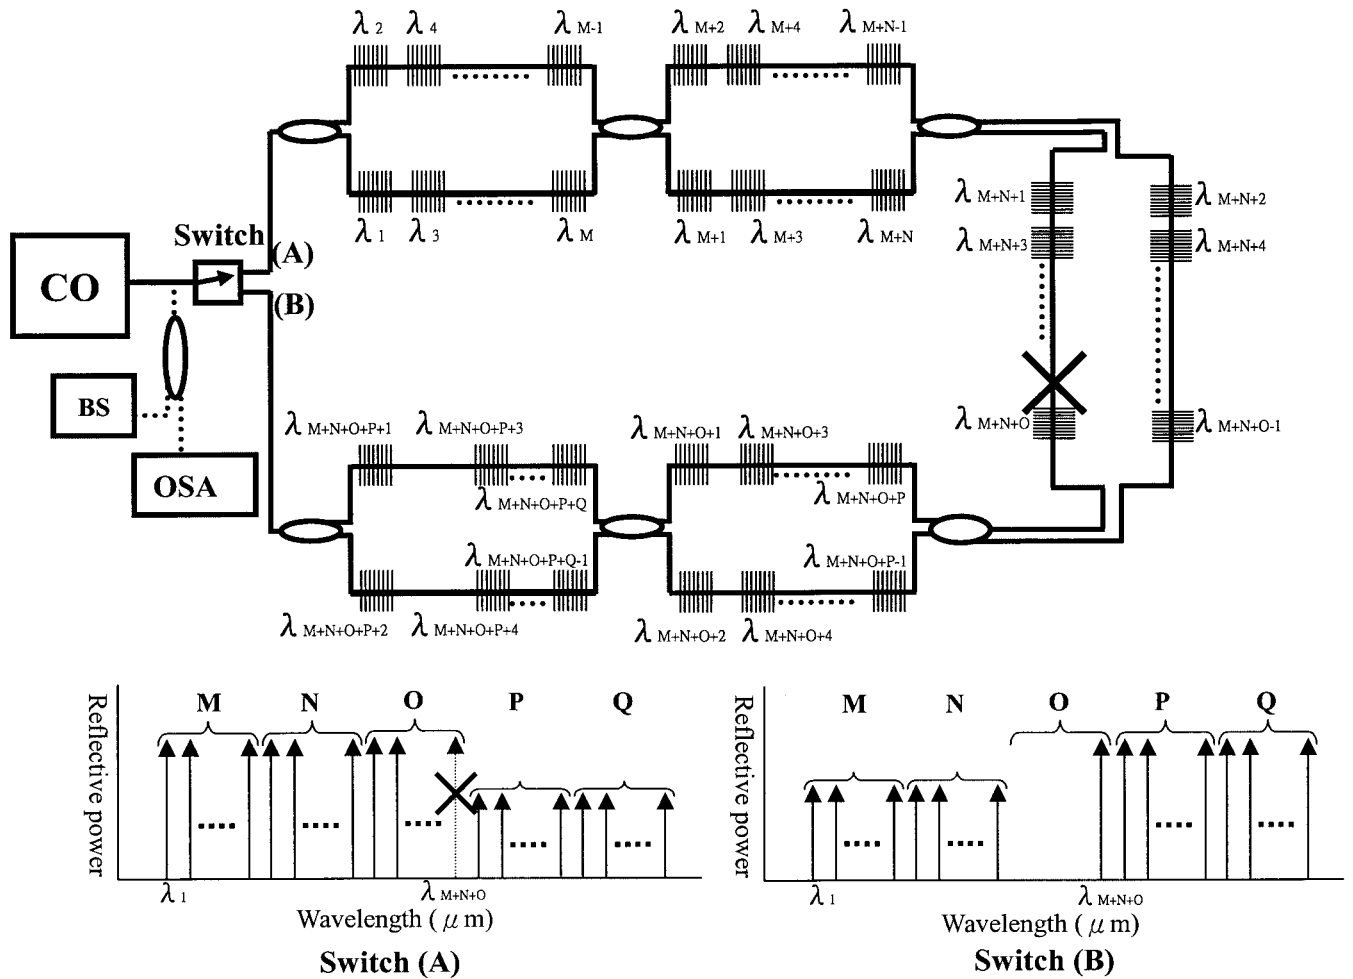 λ 2 λ 4 λ M-1 λ M+2 λ M+4 λ M+N-1
λ 1 λ 3 λ M λ M+1 λ M+3 λ M+N
λ M+N+1 λ M+N+2
λ M+N+3 λ M+N+4
Switch (A)
CO
(B)
BS
OSA
λ M+N+O λ M+N+O-1
λ M+N+O+P+1 λ M+N+O+P+3 λ M+N+O+1 λ M+N+O+3
λ M+N+O+P+Q λ M+N+O+P
λ M+N+O+P+Q-1 λ M+N+O+P-1
λ M+N+O+P+2 λ M+N+O+P+4 λ M+N+O+2 λ M+N+O+4
Reflective power
M N O P Q
λ 1 λ M+N+O
Wavelength ( μ m)
Switch (A)
Reflective power
M N O P Q
λ 1 λ M+N+O
Wavelength ( μ m)
Switch (B)